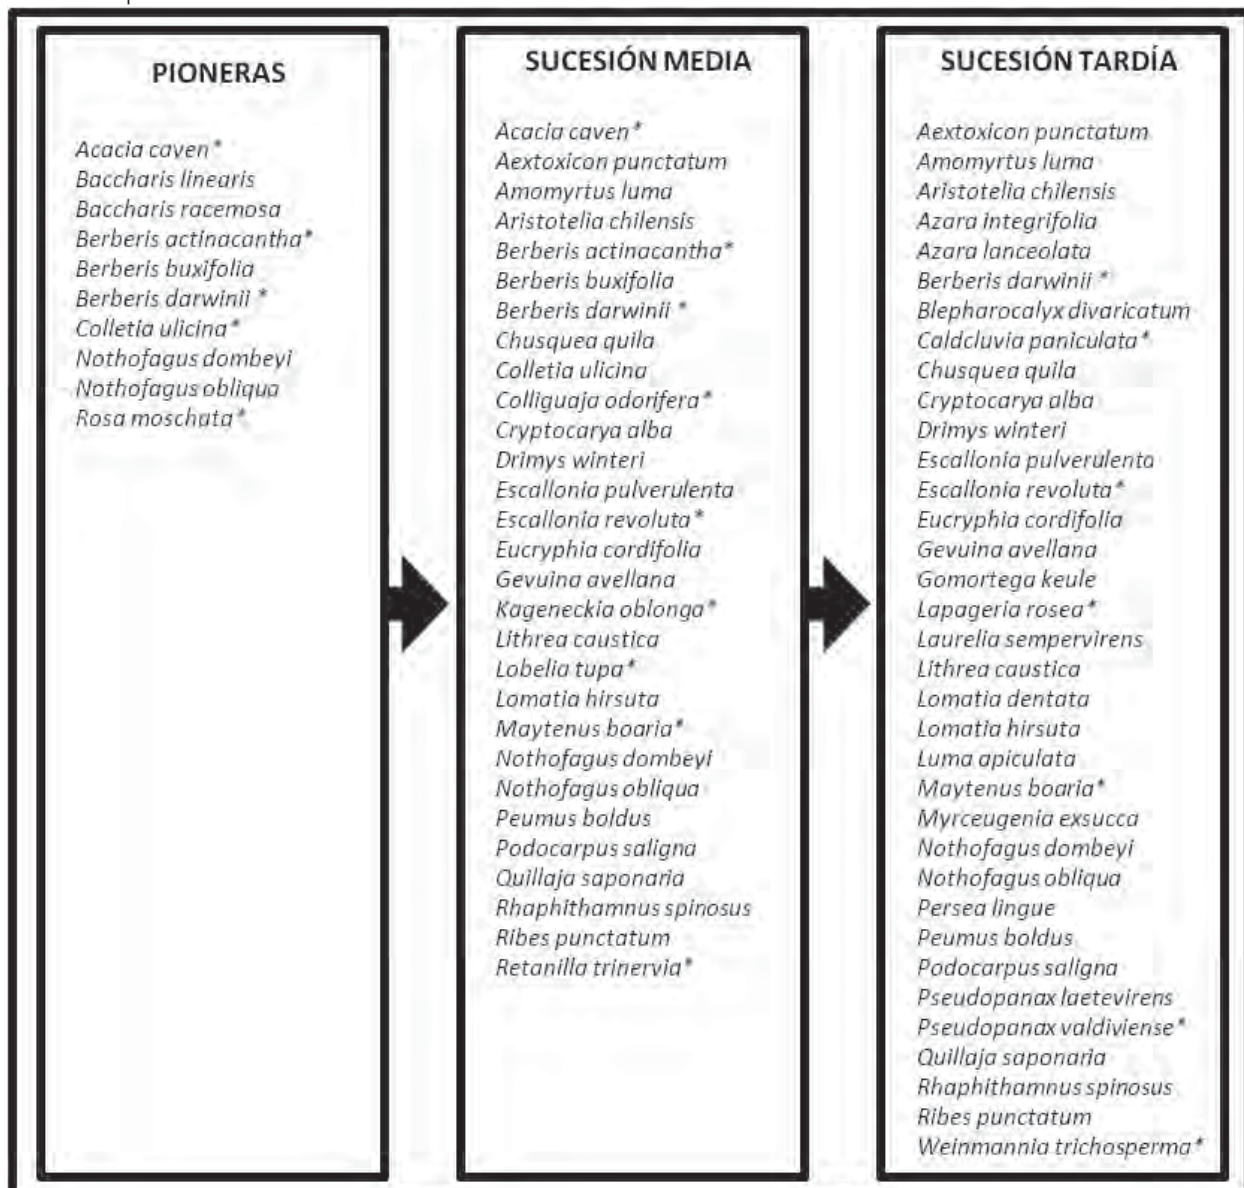 PIONERAS
Acacia caven*
Baccharis linearis
Baccharis racemosa
Berberis actinacantha*
Berberis buxifolia
Berberis darwinii *
Colletia ulicina*
Nothofagus dombeyi
Nothofagus obliqua
Rosa moschata*
SUCESIÓN MEDIA
Acacia caven*
Aextoxicon punctatum
Amomyrtus luma
Aristotelia chilensis
Berberis actinacantha*
Berberis buxifolia
Berberis darwinii *
Chusquea quila
Colletia ulicina
Colliguaja odorifera*
Cryptocarya alba
Drimys winteri
Escallonia pulverulenta
Escallonia revoluta*
Eucryphia cordifolia
Gevuina avellana
Kageneckia oblonga*
Lithrea caustica
Lobelia tupa*
Lomatia hirsuta
Maytenus boaria*
Nothofagus dombeyi
Nothofagus obliqua
Peumus boldus
Podocarpus saligna
Quillaja saponaria
Rhaphithamnus spinosus
Ribes punctatum
Retanilla trinervia*
SUCESIÓN TARDÍA
Aextoxicon punctatum
Amomyrtus luma
Aristotelia chilensis
Azara integrifolia
Azara lanceolata
Berberis darwinii *
Blepharocalyx divaricatum
Caldcluvia paniculata*
Chusquea quila
Cryptocarya alba
Drimys winteri
Escallonia pulverulenta
Escallonia revoluta*
Eucryphia cordifolia
Gevuina avellana
Gomortega keule
Lapageria rosea*
Laurelia sempervirens
Lithrea caustica
Lomatia dentata
Lomatia hirsuta
Luma apiculata
Maytenus boaria*
Myrceugenia exsucca
Nothofagus dombeyi
Nothofagus obliqua
Persea lingue
Peumus boldus
Podocarpus saligna
Pseudopanax laetevirens
Pseudopanax valdiviense*
Quillaja saponaria
Rhaphithamnus spinosus
Ribes punctatum
Weinmannia trichosperma*